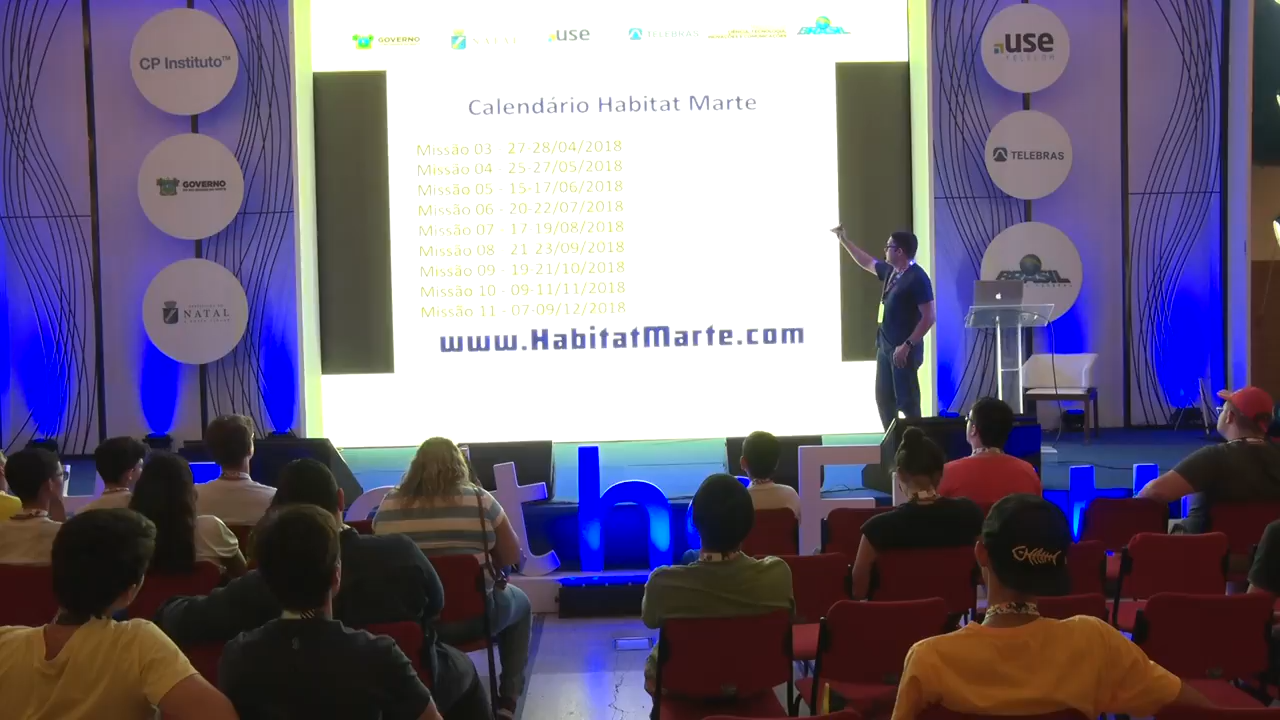 GOVERNO
NATAL
use
TELEBRAS
BRASIL
CP Instituto™
GOVERNO
NATAL
use
TELECOM
TELEBRAS
BRASIL
Calendário Habitat Marte
Missão 03 27-28/04/2018
Missão 04 25-27/05/2018
Missão 05 - 15-17/06/2018
Missão 06 - 20-22/07/2018
Missão 07 - 17 19/08/2018
Missão 08 21 23/09/2018
Missão 09 - 19-21/10/2018
Missão 10 - 09-11/11/2018
Missão 11 - 07-09/12/2018
www.HabitatMarte.com